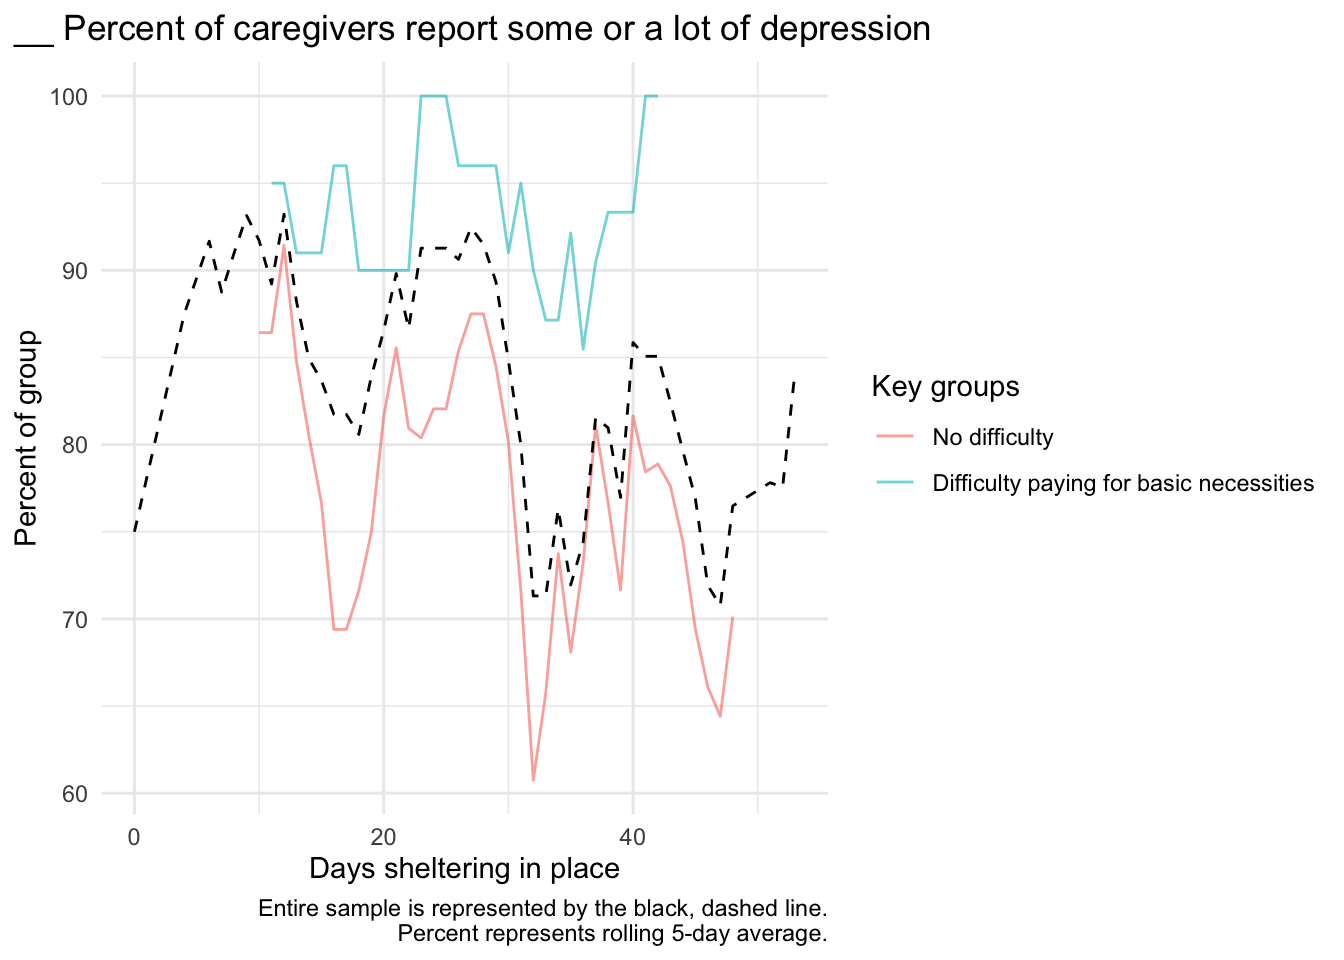 __ Percent of caregivers report some or a lot of depression
100
90
80
70
60
Percent of group
0 20 40
Days sheltering in place
Key groups
No difficulty
Difficulty paying for basic necessities
Entire sample is represented by the black, dashed line.
Percent represents rolling 5-day average.